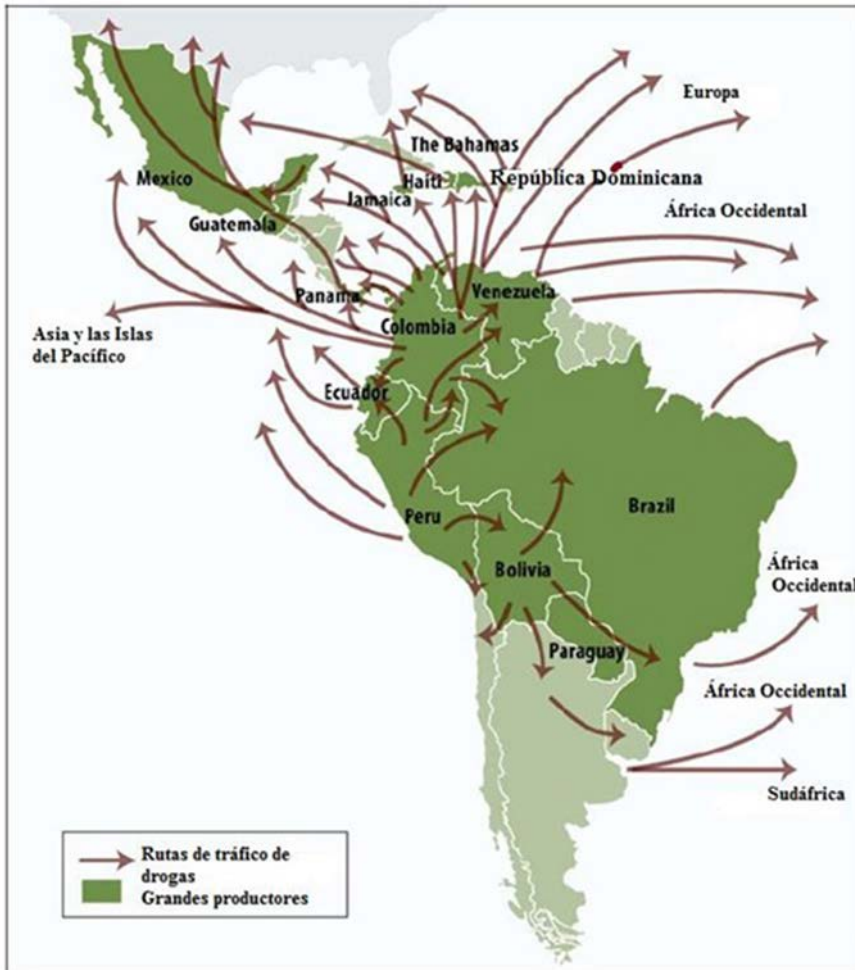 Europa
The Bahamas
República Dominicana
Haiti
Mexico
Jamaica
África Occidental
Guatemala
Venezuela
Panama
Colombia
Asia y las Islas
del Pacífico
Ecuador
Brazil
Peru
Bolivia
África
Occidental
Paraguay
África Occidental
Sudáfrica
Rutas de tráfico de
drogas
Grandes productores